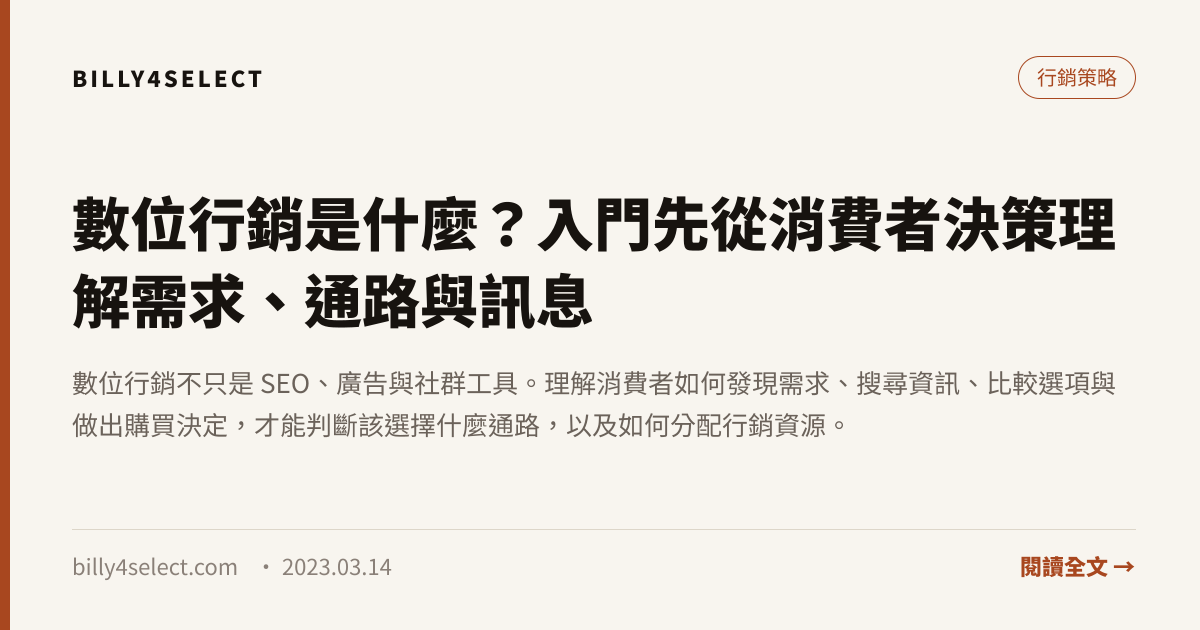 BILLY4SELECT
行銷策略
數位行銷是什麼？入門先從消費者決策理
解需求、通路與訊息
數位行銷不只是 SEO、廣告與社群工具。理解消費者如何發現需求、搜尋資訊、比較選項與
做出購買決定，才能判斷該選擇什麼通路，以及如何分配行銷資源。
billy4select.com ・ 2023.03.14
閱讀全文 →